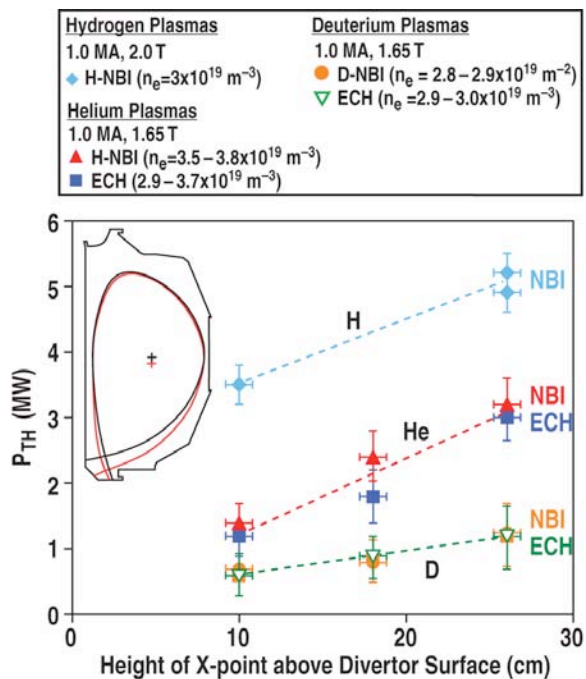 Hydrogen Plasmas
1.0 MA, 2.0 T
H-NBI (nₑ=3x10¹⁹ m⁻³)
Helium Plasmas
1.0 MA, 1.65 T
H-NBI (nₑ=3.5–3.8x10¹⁹ m⁻³)
ECH (2.9–3.7x10¹⁹ m⁻³)
Deuterium Plasmas
1.0 MA, 1.65 T
D-NBI (nₑ = 2.8–2.9x10¹⁹ m⁻²)
ECH (nₑ =2.9–3.0x10¹⁹ m⁻³)
P_TH (MW)
6
5
4
3
2
1
0
H
NBI
He
NBI
ECH
D
NBI
ECH
0
10
20
30
Height of X-point above Divertor Surface (cm)